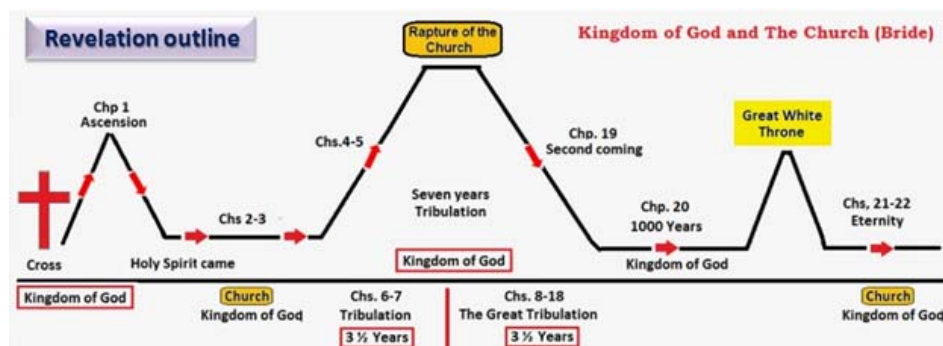 Revelation outline
Rapture of the
Church
Kingdom of God and The Church (Bride)
Chp 1
Ascension
Chs.4-5
Chp. 19
Second coming
Great White
Throne
Seven years
Tribulation
Chs 2-3
Chp. 20
1000 Years
Chs, 21-22
Eternity
Cross
Holy Spirit came
Kingdom of God
Kingdom of God
Kingdom of God
Church
Kingdom of God
Chs. 6-7
Tribulation
3 ½ Years
Chs. 8-18
The Great Tribulation
3 ½ Years
Church
Kingdom of God